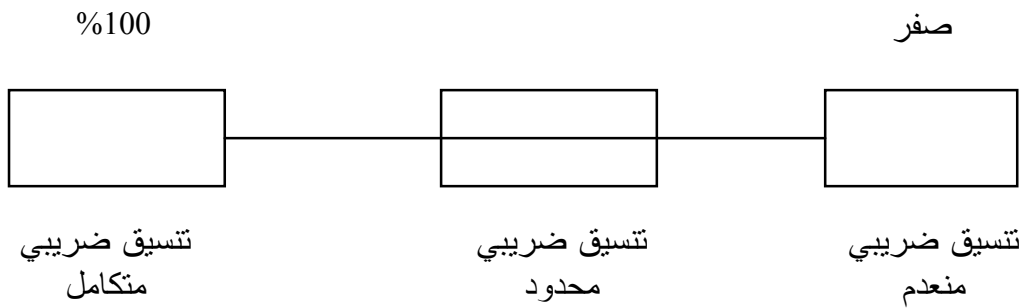 صفر
%100
تنسيق ضريبي
منعدم
تنسيق ضريبي
محدود
تنسيق ضريبي
متكامل